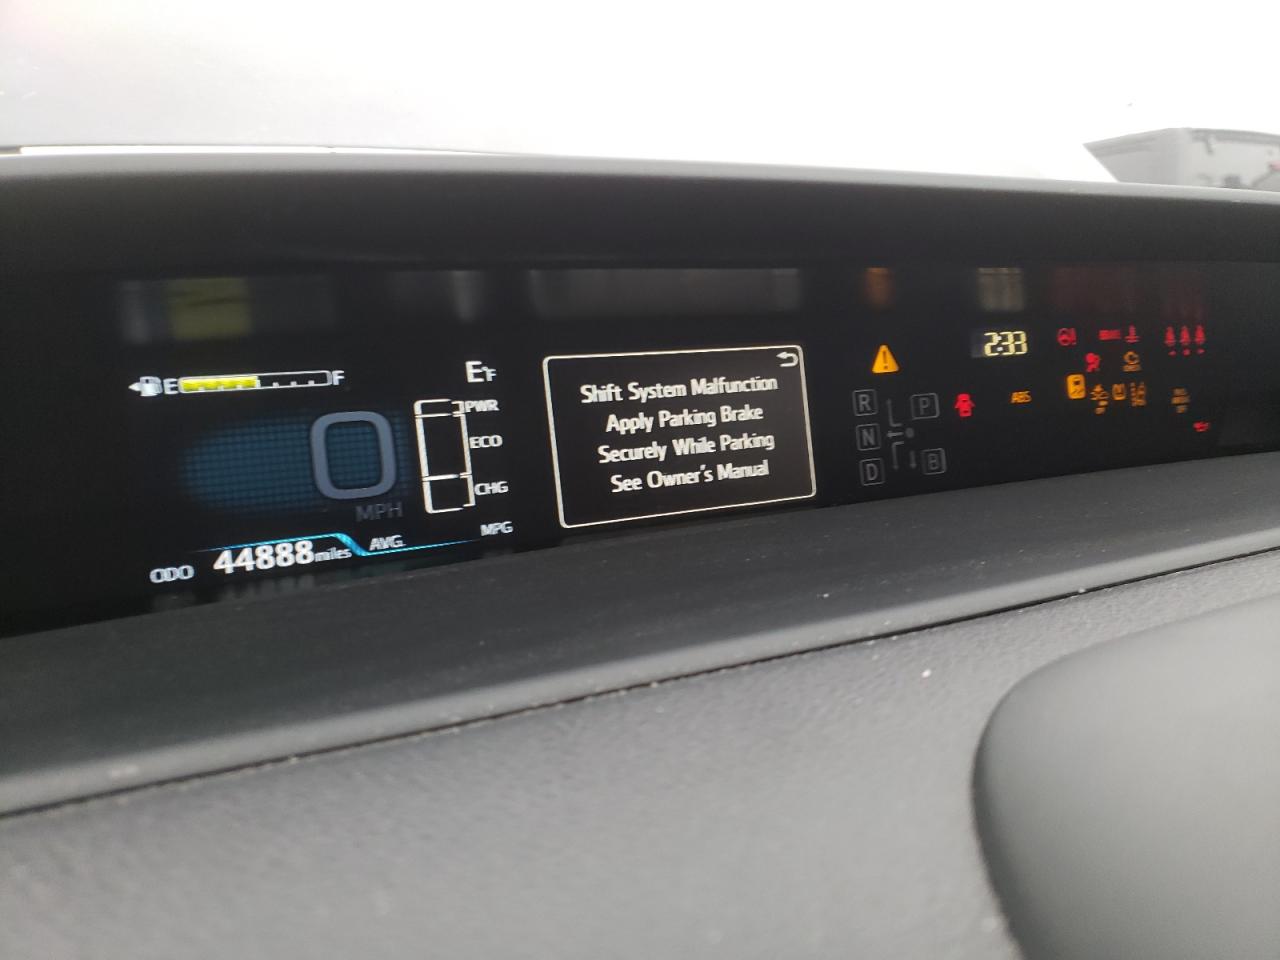 E F
0
MPH
ODO 44888 miles
AVG.
MPG
E °F
PWR
ECO
CHG
Shift System Malfunction
Apply Parking Brake
Securely While Parking
See Owner's Manual
R
N
D
P
B
2:33
ABS